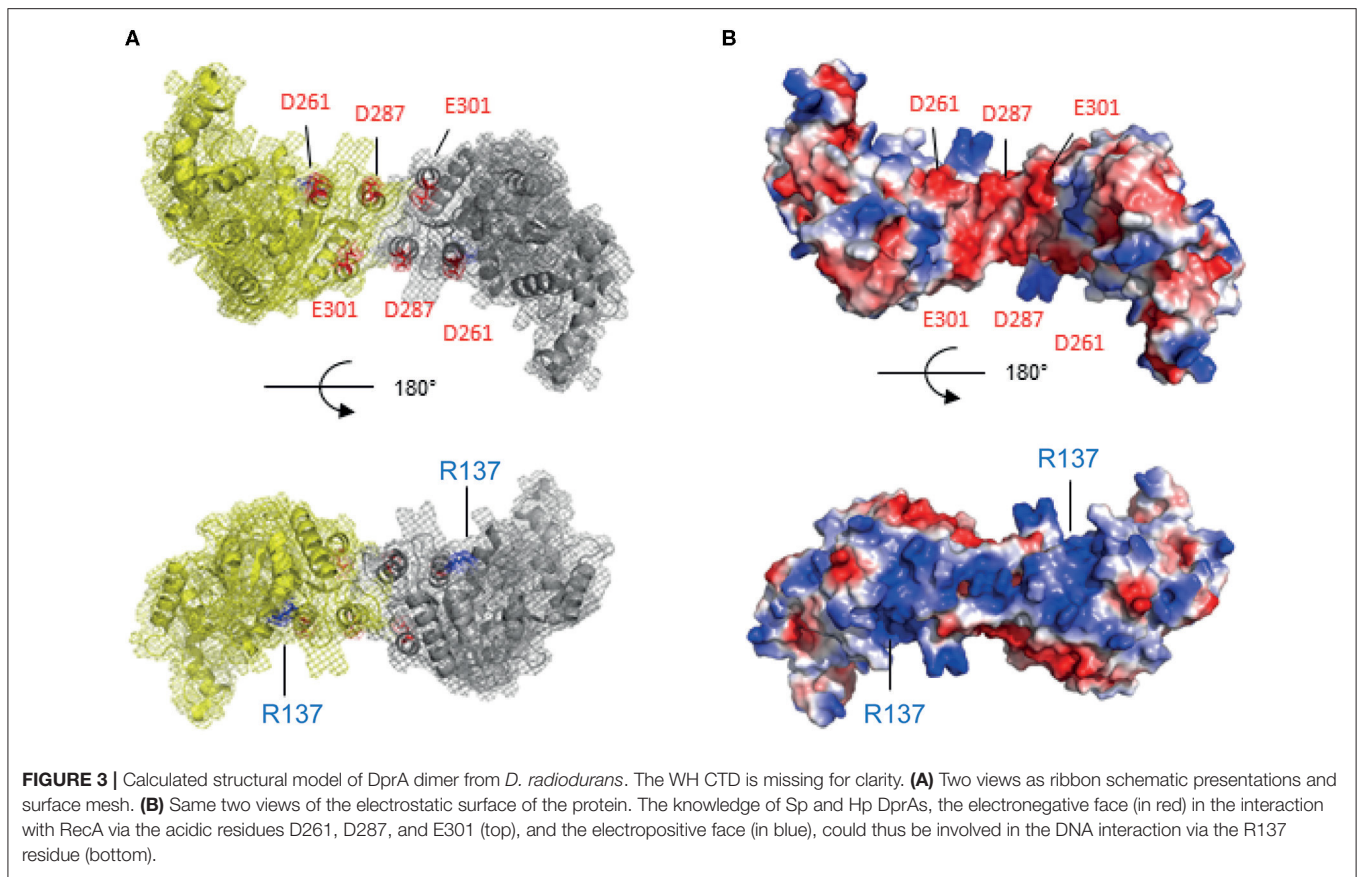 A
B
D261
D287
E301
D261
D287
E301
E301
D287
D261
E301
D287
D261
180°
180°
R137
R137
R137
R137
FIGURE 3 | Calculated structural model of DprA dimer from D. radiodurans. The WH CTD is missing for clarity. (A) Two views as ribbon schematic presentations and
surface mesh. (B) Same two views of the electrostatic surface of the protein. The knowledge of Sp and Hp DprAs, the electronegative face (in red) in the interaction
with RecA via the acidic residues D261, D287, and E301 (top), and the electropositive face (in blue), could thus be involved in the DNA interaction via the R137
residue (bottom).